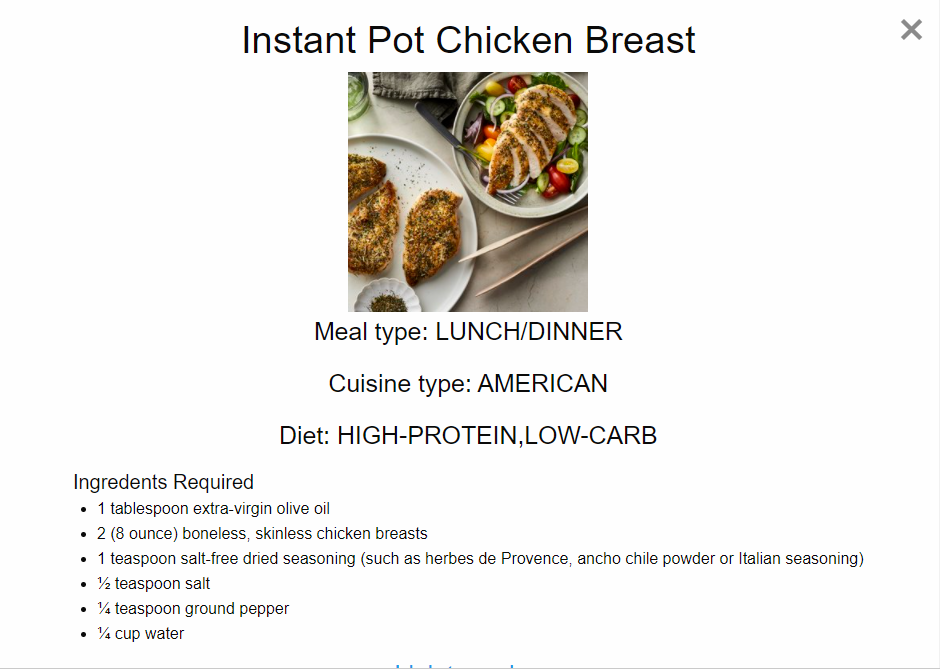 Instant Pot Chicken Breast
Meal type: LUNCH/DINNER
Cuisine type: AMERICAN
Diet: HIGH-PROTEIN,LOW-CARB
Ingredents Required
• 1 tablespoon extra-virgin olive oil
• 2 (8 ounce) boneless, skinless chicken breasts
• 1 teaspoon salt-free dried seasoning (such as herbes de Provence, ancho chile powder or Italian seasoning)
• ½ teaspoon salt
• ¼ teaspoon ground pepper
• ¼ cup water